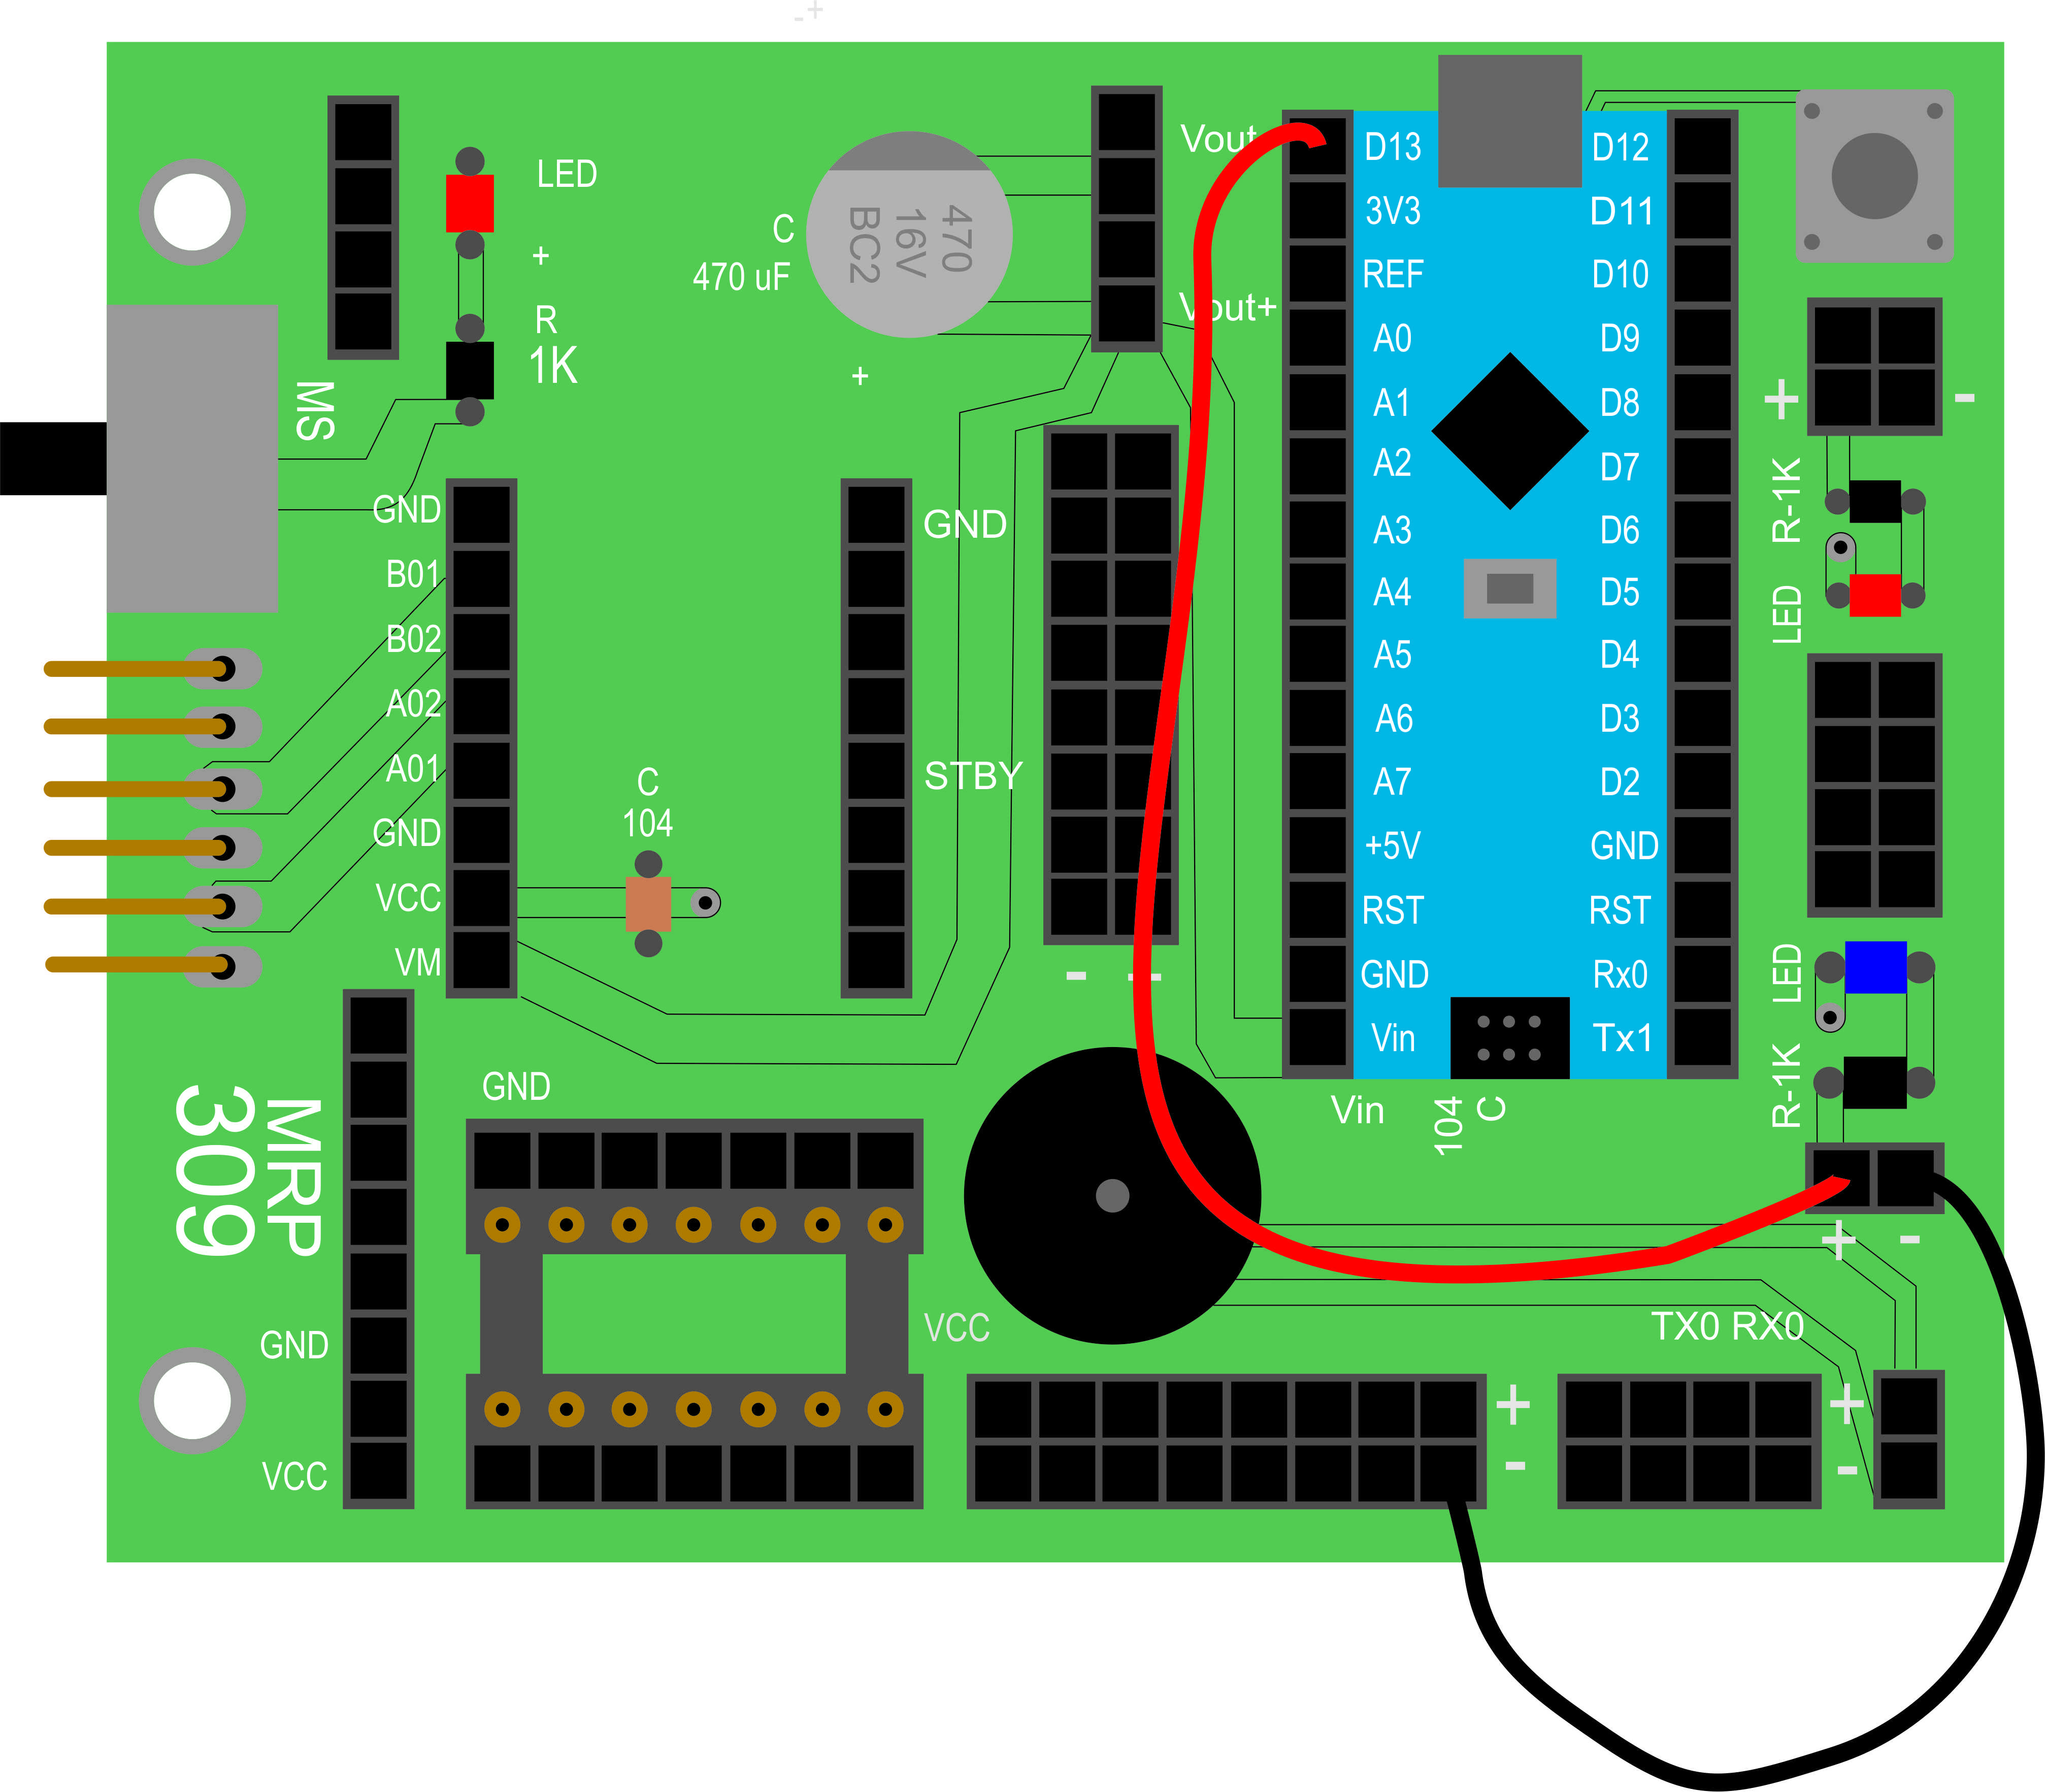 - +
LED
+
R
1K
MS
C
470 uF
470
16V
BC2
+
Vout
Vout+
D13
3V3
REF
A0
A1
A2
A3
A4
A5
A6
A7
+5V
RST
GND
Vin
D12
D11
D10
D9
D8
D7
D6
D5
D4
D3
D2
GND
RST
Rx0
Tx1
+ -
R-1K
LED
GND
B01
B02
A02
A01
GND
VCC
VM
C
104
GND
STBY
- +
LED
R-1K
+ -
Vin
104
C
MRP
309
GND
VCC
GND
VCC
TX0 RX0
+
-
+
-